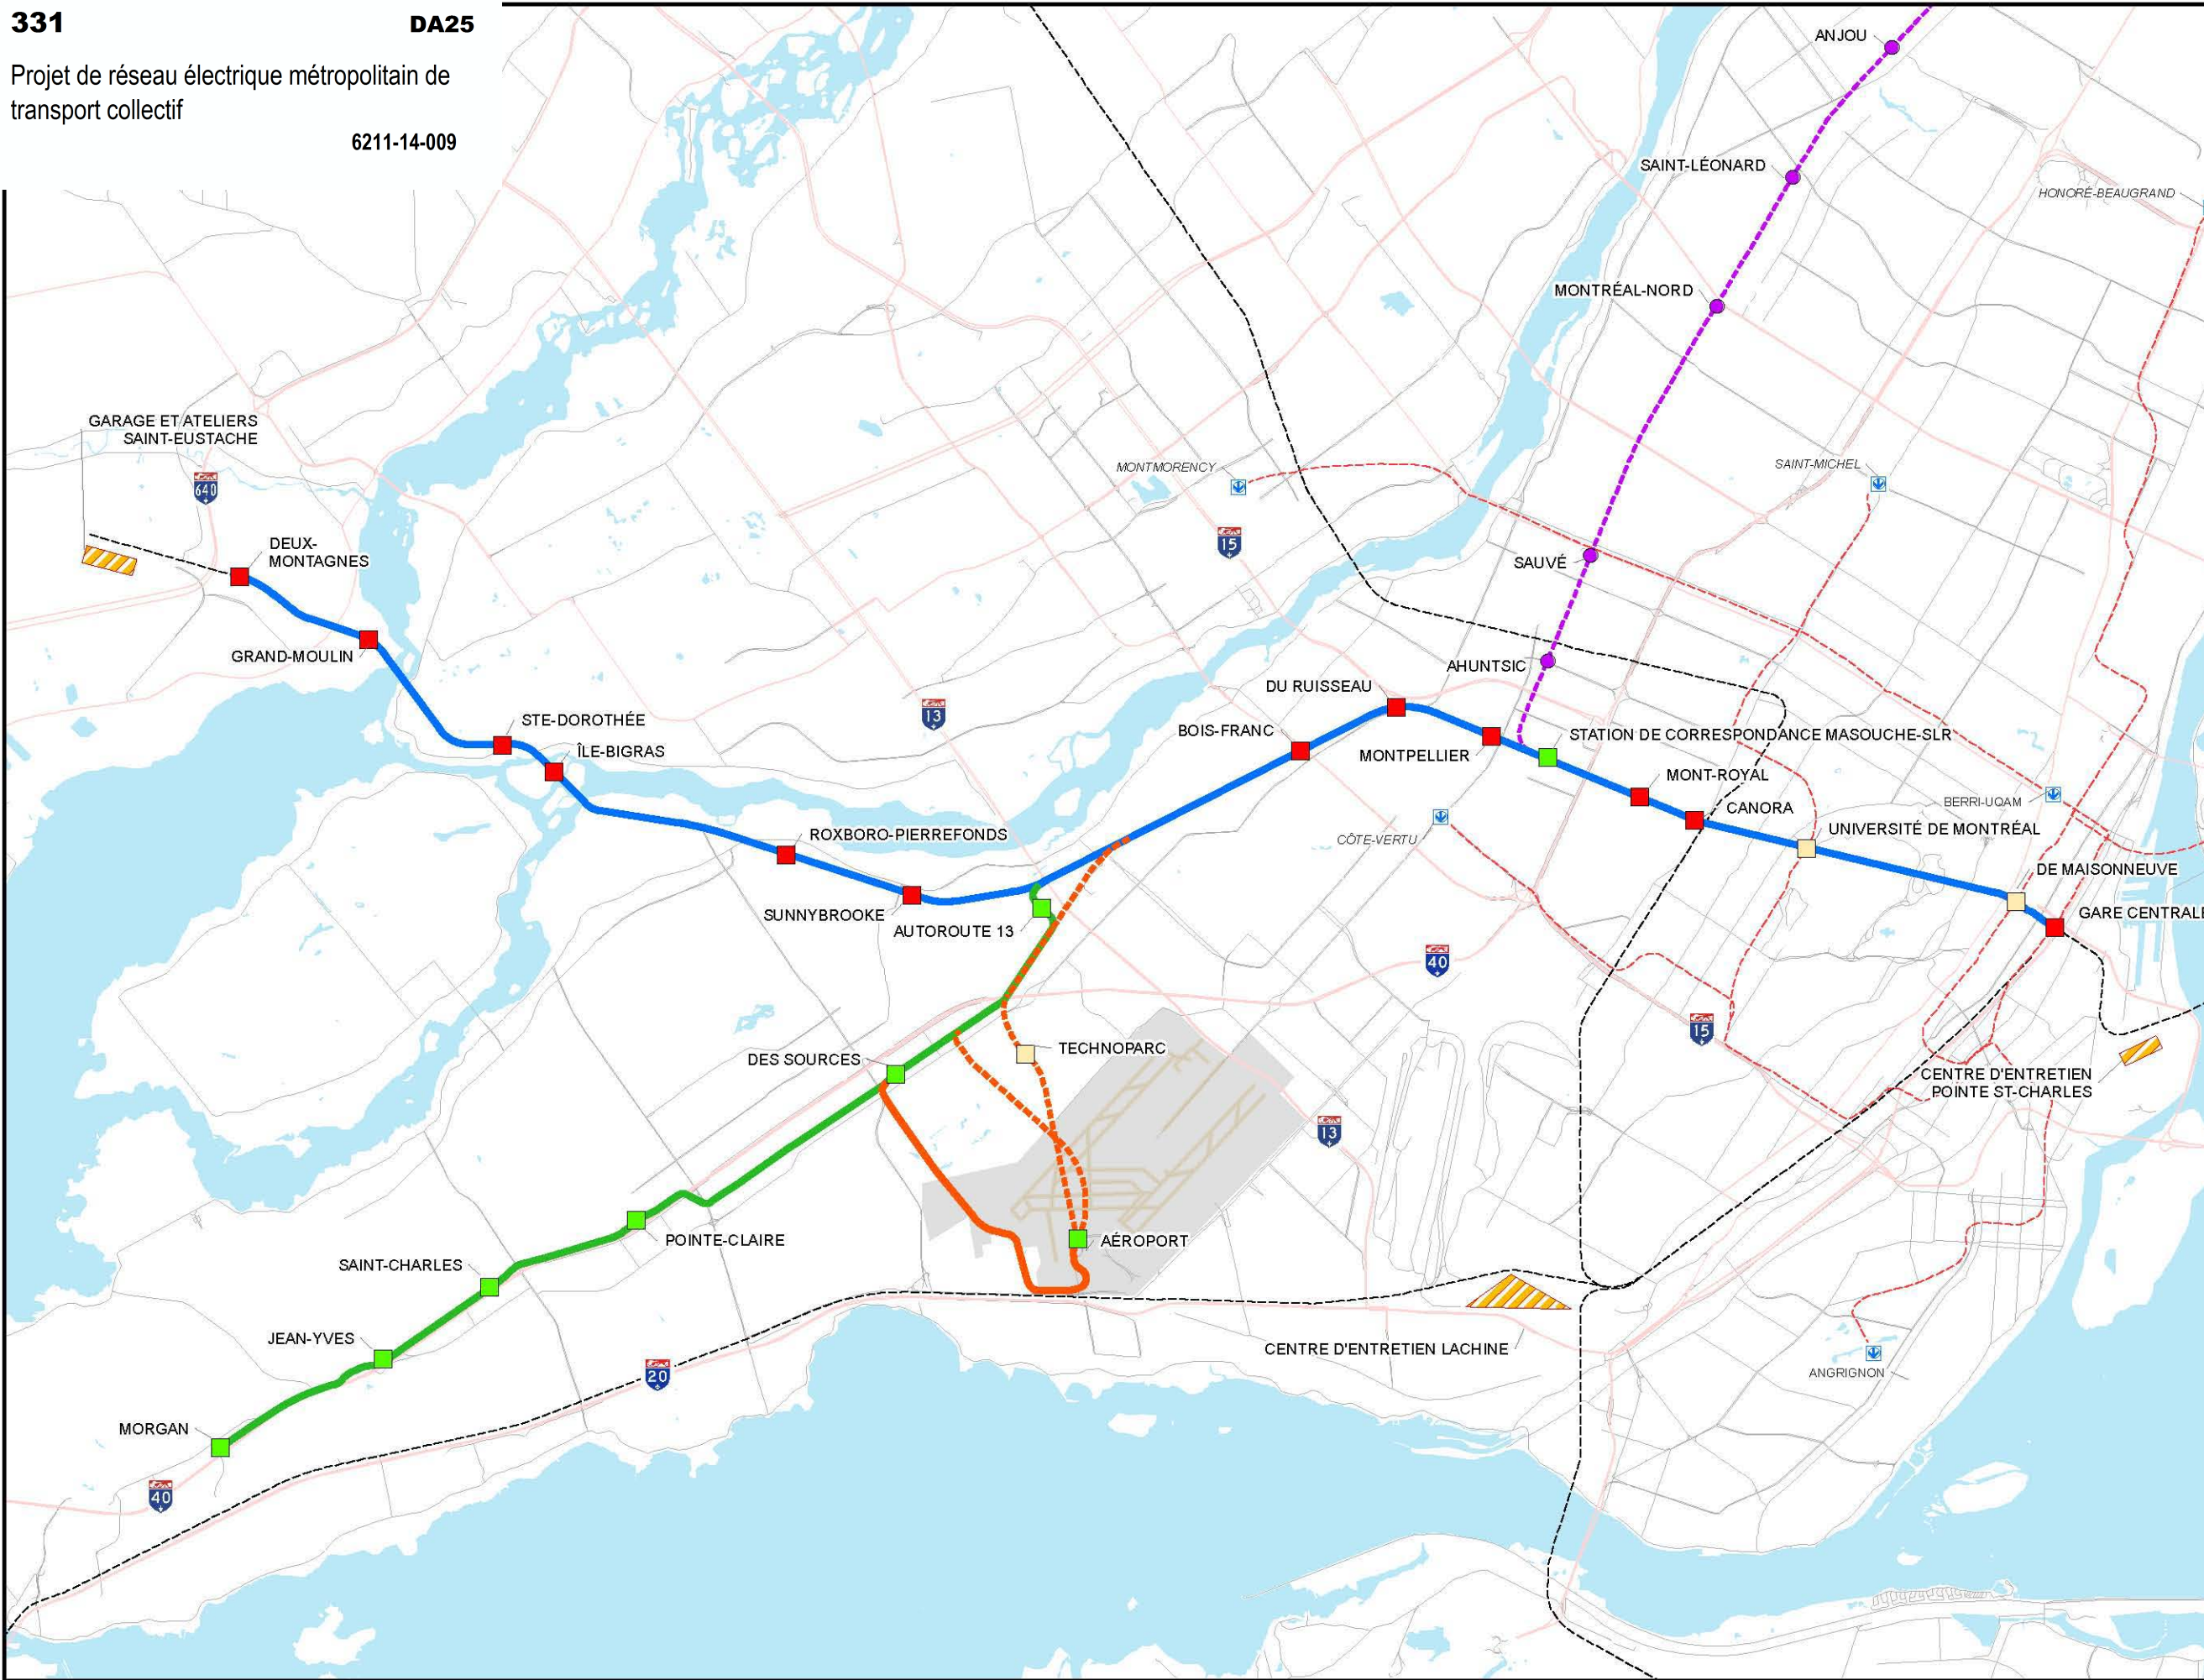 331 DA25
Projet de réseau électrique métropolitain de
transport collectif
6211-14-009
ANJOU
SAINT-LÉONARD
HONORÉ-BEAUGRAND
MONTRÉAL-NORD
GARAGE ET ATELIERS
SAINT-EUSTACHE
640
MONTMORENCY
SAINT-MICHEL
15
DEUX-
MONTAGNES
SAUVÉ
GRAND-MOULIN
AHUNTSIC
DU RUISSEAU
STE-DOROTHÉE
13
BOIS-FRANC
STATION DE CORRESPONDANCE MASOUCHE-SLR
ÎLE-BIGRAS
MONTPELLIER
MONT-ROYAL
BERRI-UQAM
CANORA
ROXBORO-PIERREFONDS
CÔTE-VERTU
UNIVERSITÉ DE MONTRÉAL
DE MAISONNEUVE
SUNNYBROOKE
GARE CENTRALE
AUTOROUTE 13
40
15
DES SOURCES
TECHNOPARC
CENTRE D'ENTRETIEN
POINTE ST-CHARLES
13
POINTE-CLAIRE
AÉROPORT
SAINT-CHARLES
JEAN-YVES
CENTRE D'ENTRETIEN LACHINE
20
ANGRIGNON
MORGAN
40